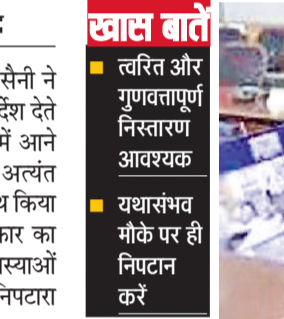 सैनी ने
देते
में आने
अत्यंत
किया
का
निपटारा
खास बातें
त्वरित और
गुणवत्तापूर्ण
निस्तारण
आवश्यक
यथासंभव
मौके पर ही
निपटान
करें